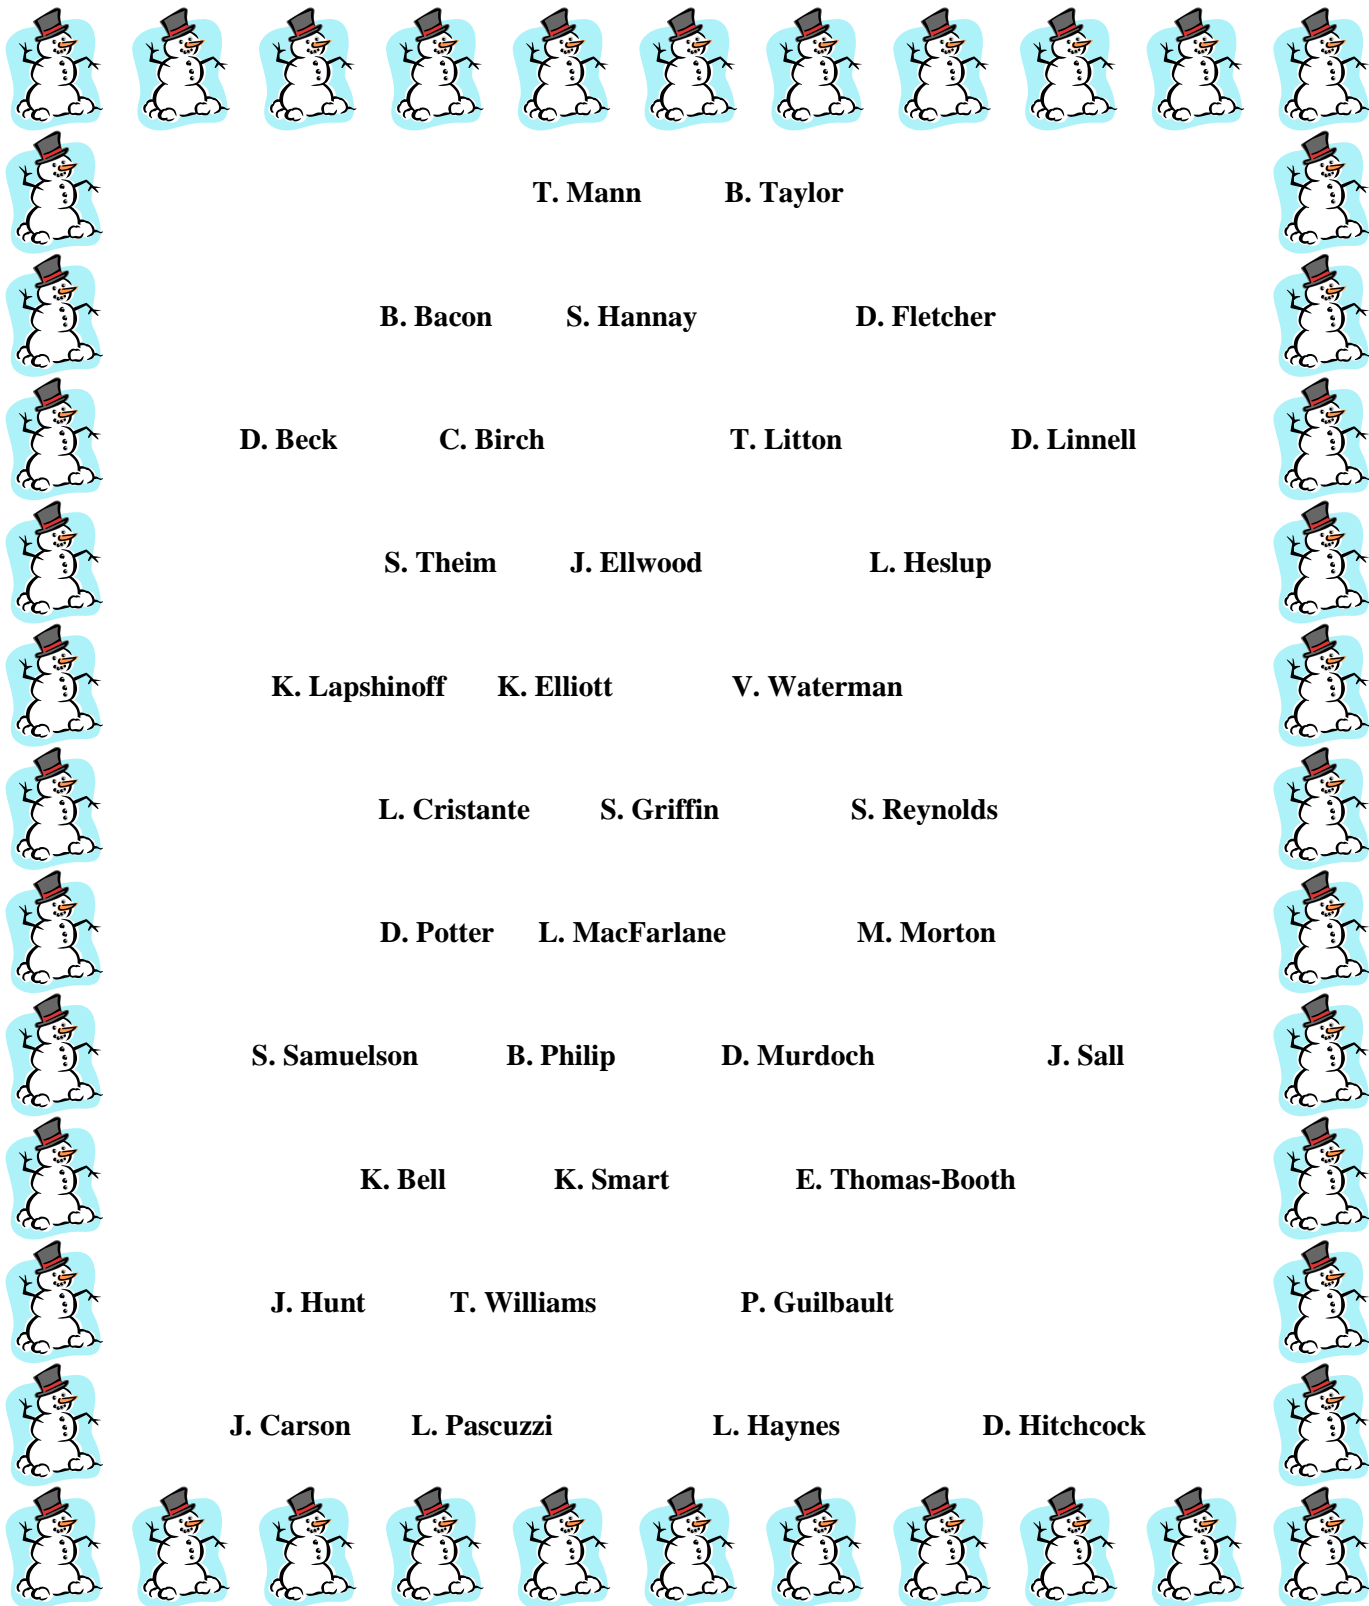 T. Mann B. Taylor
B. Bacon S. Hannay D. Fletcher
D. Beck C. Birch T. Litton D. Linnell
S. Theim J. Ellwood L. Heslup
K. Lapshinoff K. Elliott V. Waterman
L. Cristante S. Griffin S. Reynolds
D. Potter L. MacFarlane M. Morton
S. Samuelson B. Philip D. Murdoch J. Sall
K. Bell K. Smart E. Thomas-Booth
J. Hunt T. Williams P. Guilbault
J. Carson L. Pascuzzi L. Haynes D. Hitchcock